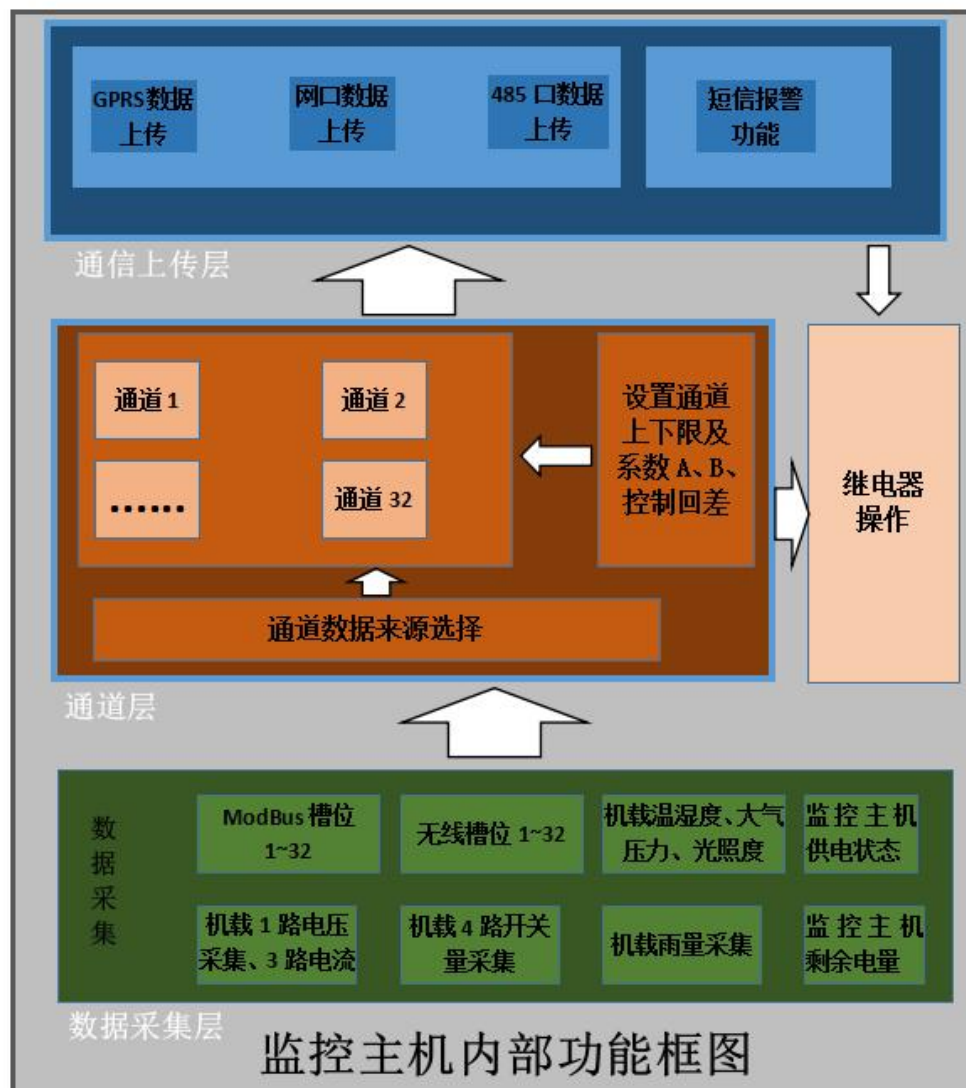 GPRS数据
上传
网口数据
上传
485 口数据
上传
短信报警
功能
通信上传层
通道 1
通道 2
……
通道 32
设置通道
上下限及
系数 A、B、
控制回差
通道数据来源选择
继电器
操作
通道层
数据采集
ModBus 槽位
1~32
无线槽位 1~32
机载温湿度、大气
压力、光照度
监控主机
供电状态
机载 1 路电压
采集、3 路电流
机载 4 路开关
量采集
机载雨量采集
监控主机
剩余电量
数据采集层
监控主机内部功能框图